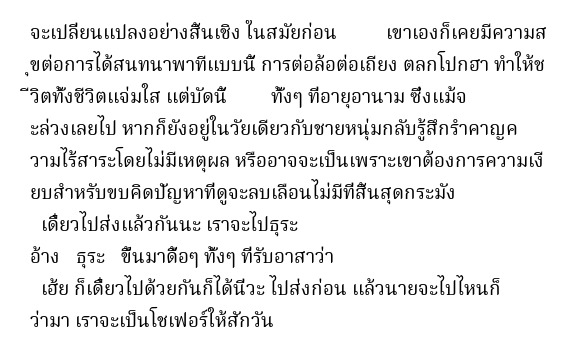 จะเปลี่ยนแปลงอย่างสิ้นเชิง ในสมัยก่อน เขาเองก็เคยมีความส
ุขต่อการได้สนทนาพาทีแบบนี้ การต่อล้อต่อเถียง ตลกโปกฮา ทำให้ช
ีวิตทั้งชีวิตแจ่มใส แต่บัดนี้ ทั้งๆ ที่อายุอานาม ซึ่งแม้จ
ะล่วงเลยไป หากก็ยังอยู่ในวัยเดียวกับชายหนุ่มกลับรู้สึกรำคาญค
วามไร้สาระโดยไม่มีเหตุผล หรืออาจจะเป็นเพราะเขาต้องการความเงี
ยบสำหรับขบคิดปัญหาที่ดูจะลบเลือนไม่มีที่สิ้นสุดกระมัง
เดี๋ยวไปส่งแล้วกันนะ เราจะไปธุระ
อ้าง ธุระ ขึ้นมาดื้อๆ ทั้งๆ ที่รับอาสาว่า
เฮ้ย ก็เดี๋ยวไปด้วยกันก็ได้นี่วะ ไปส่งก่อน แล้วนายจะไปไหนก็
ว่ามา เราจะเป็นโชเฟอร์ให้สักวัน